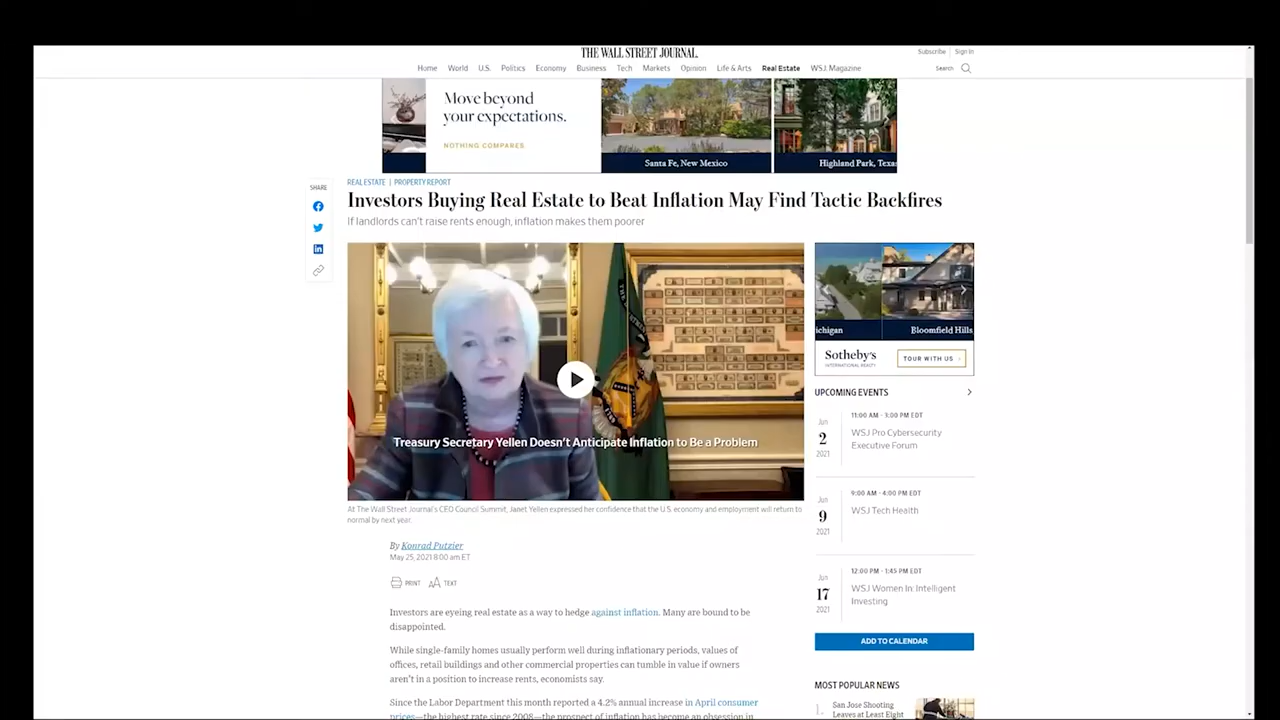 THE WALL STREET JOURNAL.
Subscribe | Sign In
Home World U.S. Politics Economy Business Tech Markets Opinion Life & Arts Real Estate WSJ. Magazine
Search
Move beyond
your expectations.
NOTHING COMPARES
Santa Fe, New Mexico
Highland Park, Texas
REAL ESTATE | PROPERTY REPORT
Investors Buying Real Estate to Beat Inflation May Find Tactic Backfires
If landlords can't raise rents enough, inflation makes them poorer
SHARE
Treasury Secretary Yellen Doesn't Anticipate Inflation to Be a Problem
At The Wall Street Journal's CEO Council Summit, Janet Yellen expressed her confidence that the U.S. economy and employment will return to
normal by next year.
By Konrad Putzier
May 25, 2021 8:00 am ET
PRINT TEXT
Investors are eyeing real estate as a way to hedge against inflation. Many are bound to be
disappointed.
While single-family homes usually perform well during inflationary periods, values of
offices, retail buildings and other commercial properties can tumble in value if owners
aren't in a position to increase rents, economists say.
Since the Labor Department this month reported a 4.2% annual increase in April consumer
prices—the highest rate since 2008—the prospect of inflation has become an obsession in
ichigan
Bloomfield Hills
Sotheby's
INTERNATIONAL REALTY
TOUR WITH US
UPCOMING EVENTS
Jun
2
2021
11:00 AM - 3:00 PM EDT
WSJ Pro Cybersecurity
Executive Forum
Jun
9
2021
9:00 AM - 4:00 PM EDT
WSJ Tech Health
Jun
17
2021
12:00 PM - 1:45 PM EDT
WSJ Women In: Intelligent
Investing
ADD TO CALENDAR
MOST POPULAR NEWS
1.
San Jose Shooting
Leaves at Least Eight